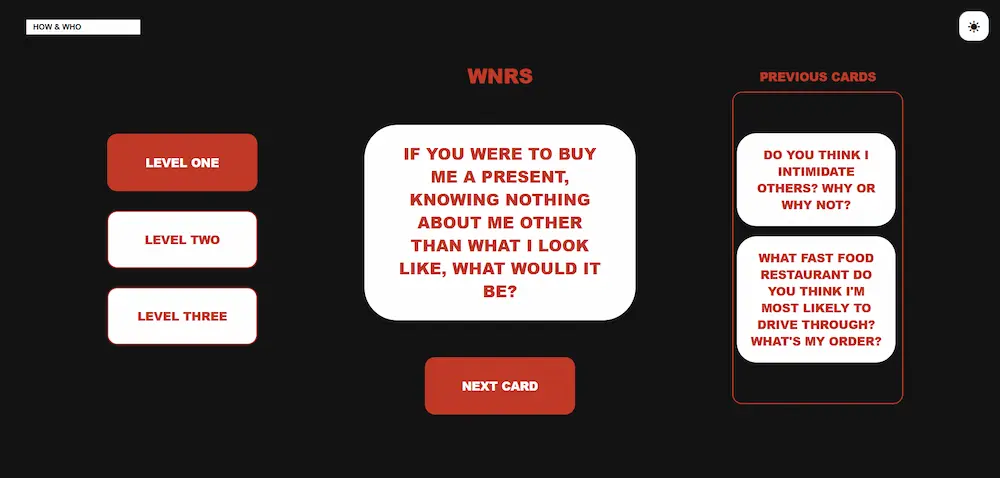 HOW & WHO
WNRS
LEVEL ONE
LEVEL TWO
LEVEL THREE
IF YOU WERE TO BUY
ME A PRESENT,
KNOWING NOTHING
ABOUT ME OTHER
THAN WHAT I LOOK
LIKE, WHAT WOULD IT
BE?
NEXT CARD
PREVIOUS CARDS
DO YOU THINK I
INTIMIDATE
OTHERS? WHY OR
WHY NOT?
WHAT FAST FOOD
RESTAURANT DO
YOU THINK I'M
MOST LIKELY TO
DRIVE THROUGH?
WHAT'S MY ORDER?